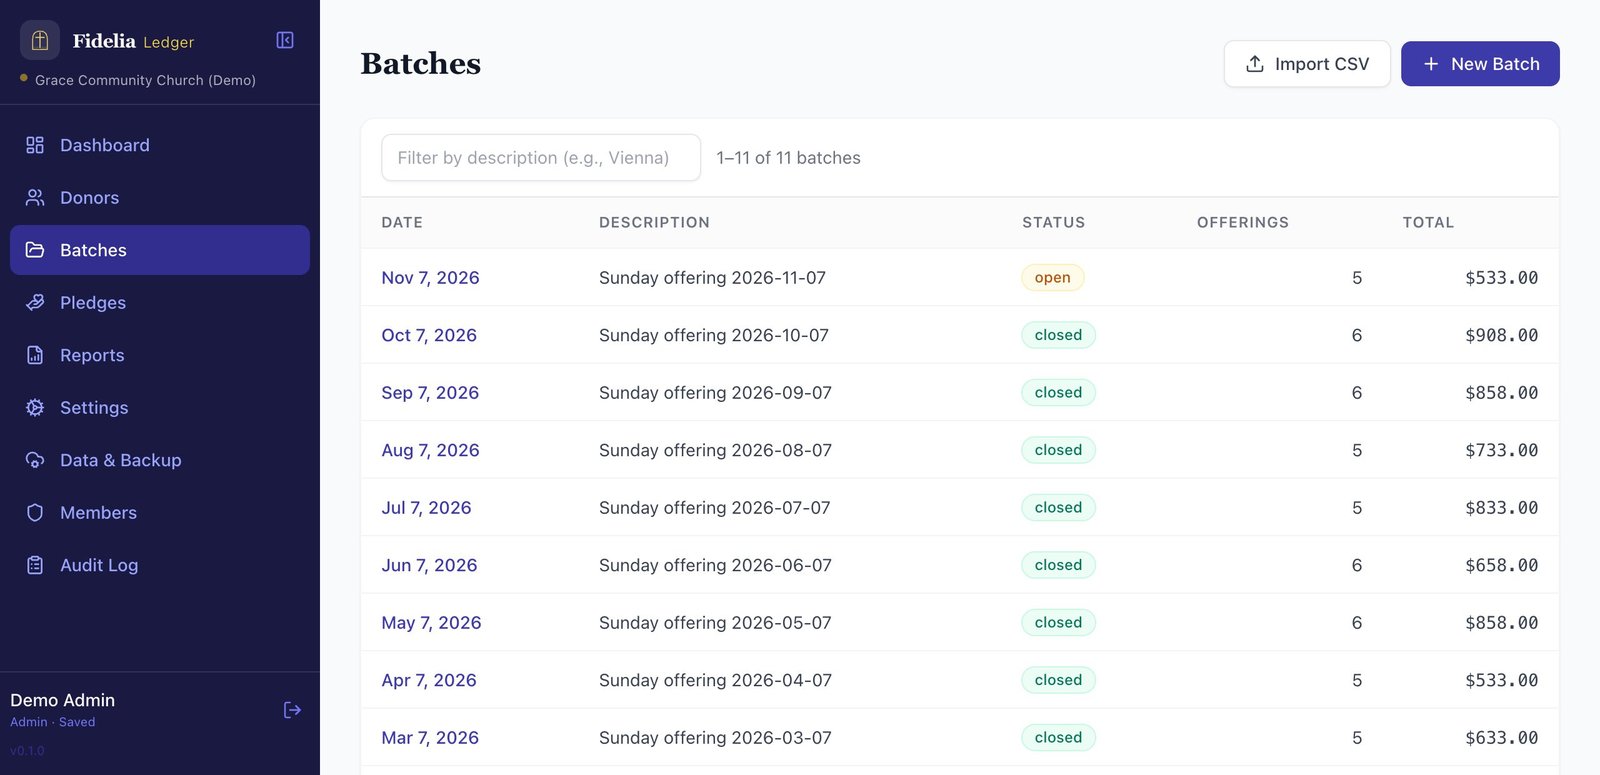 Fidelia Ledger
Grace Community Church (Demo)
Dashboard
Donors
Batches
Pledges
Reports
Settings
Data & Backup
Members
Audit Log
Demo Admin
Admin · Saved
v0.1.0
Batches
Import CSV
New Batch
Filter by description (e.g., Vienna)
1–11 of 11 batches
DATE DESCRIPTION STATUS OFFERINGS TOTAL
Nov 7, 2026 Sunday offering 2026-11-07 open 5 $533.00
Oct 7, 2026 Sunday offering 2026-10-07 closed 6 $908.00
Sep 7, 2026 Sunday offering 2026-09-07 closed 6 $858.00
Aug 7, 2026 Sunday offering 2026-08-07 closed 5 $733.00
Jul 7, 2026 Sunday offering 2026-07-07 closed 5 $833.00
Jun 7, 2026 Sunday offering 2026-06-07 closed 6 $658.00
May 7, 2026 Sunday offering 2026-05-07 closed 6 $858.00
Apr 7, 2026 Sunday offering 2026-04-07 closed 5 $533.00
Mar 7, 2026 Sunday offering 2026-03-07 closed 5 $633.00